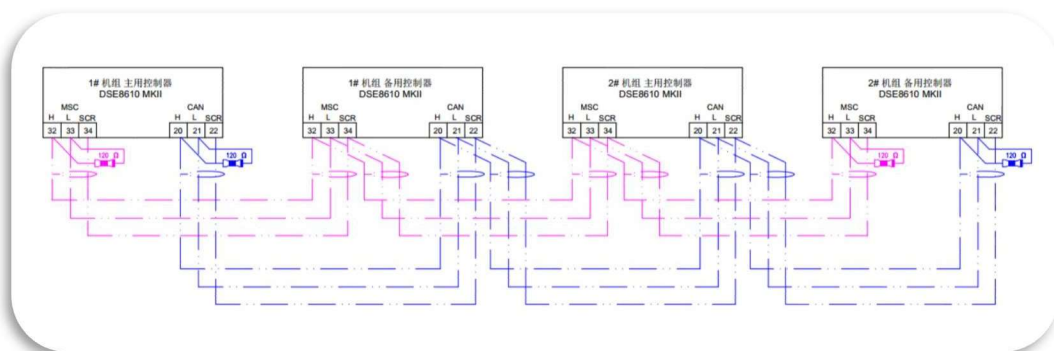 1# 机组 主用控制器
DSE8610 MKII
MSC
CAN
H L SCR
H L SCR
32 33 34
20 21 22
120 Ω
120 Ω
1# 机组 备用控制器
DSE8610 MKII
MSC
CAN
H L SCR
H L SCR
32 33 34
20 21 22
2# 机组 主用控制器
DSE8610 MKII
MSC
CAN
H L SCR
H L SCR
32 33 34
20 21 22
2# 机组 备用控制器
DSE8610 MKII
MSC
CAN
H L SCR
H L SCR
32 33 34
20 21 22
120 Ω
120 Ω